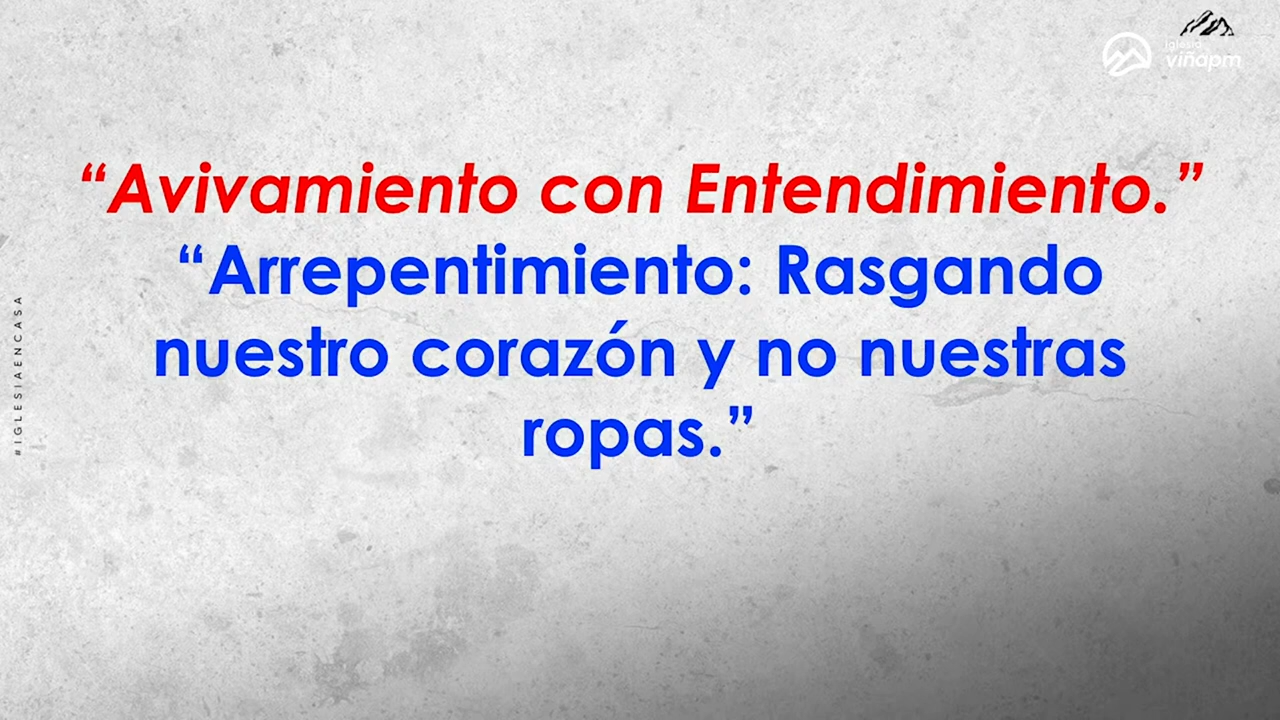 iglesia
viñapm
“Avivamiento con Entendimiento.”
“Arrepentimiento: Rasgando
nuestro corazón y no nuestras
ropas.”
#IGLESIAENCASA